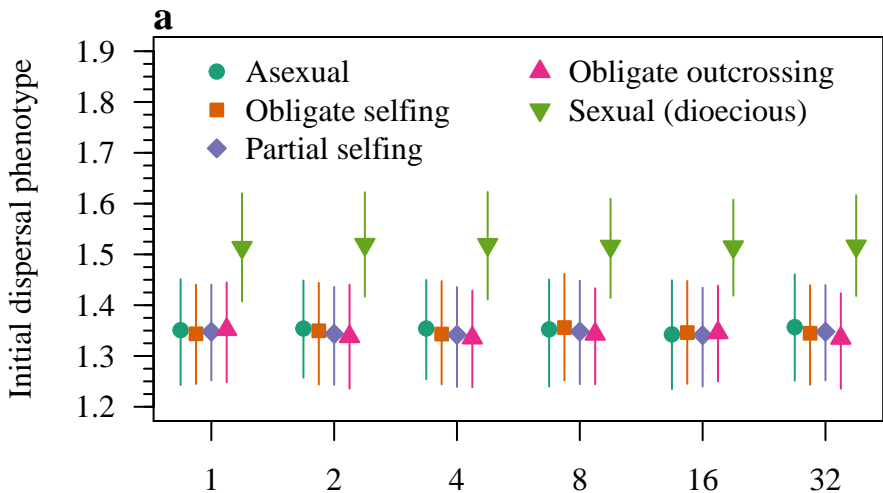 a
Initial dispersal phenotype
1.9
1.8
1.7
1.6
1.5
1.4
1.3
1.2
Asexual
Obligate selfing
Partial selfing
Obligate outcrossing
Sexual (dioecious)
1 2 4 8 16 32